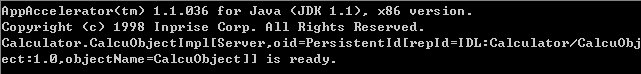 AppAccelerator(tm) 1.1.036 for Java (JDK 1.1), x86 version.
Copyright (c) 1998 Inprise Corp. All Rights Reserved.
Calculator.CalcuObjectImpl[Server,oid=PersistentId[repId=IDL:Calculator/CalcuObj
ect:1.0,objectName=CalcuObject]] is ready.